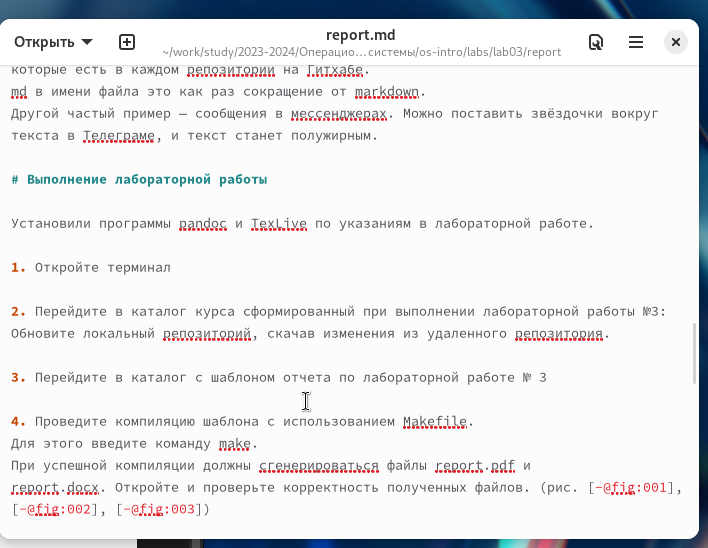 Открыть
report.md
~/work/study/2023-2024/Операцио…системы/os-intro/labs/lab03/report
которые есть в каждом репозитории на Гитхабе.
md в имени файла это как раз сокращение от markdown.
Другой частый пример — сообщения в мессенджерах. Можно поставить звёздочки вокруг
текста в Телеграме, и текст станет полужирным.
# Выполнение лабораторной работы
Установили программы pandoc и TexLive по указаниям в лабораторной работе.
1. Откройте терминал
2. Перейдите в каталог курса сформированный при выполнении лабораторной работы №3:
Обновите локальный репозиторий, скачав изменения из удаленного репозитория.
3. Перейдите в каталог с шаблоном отчета по лабораторной работе № 3
4. Проведите компиляцию шаблона с использованием Makefile.
Для этого введите команду make.
При успешной компиляции должны сгенерироваться файлы report.pdf и
report.docx. Откройте и проверьте корректность полученных файлов. (рис. [-@fig:001],
[-@fig:002], [-@fig:003])